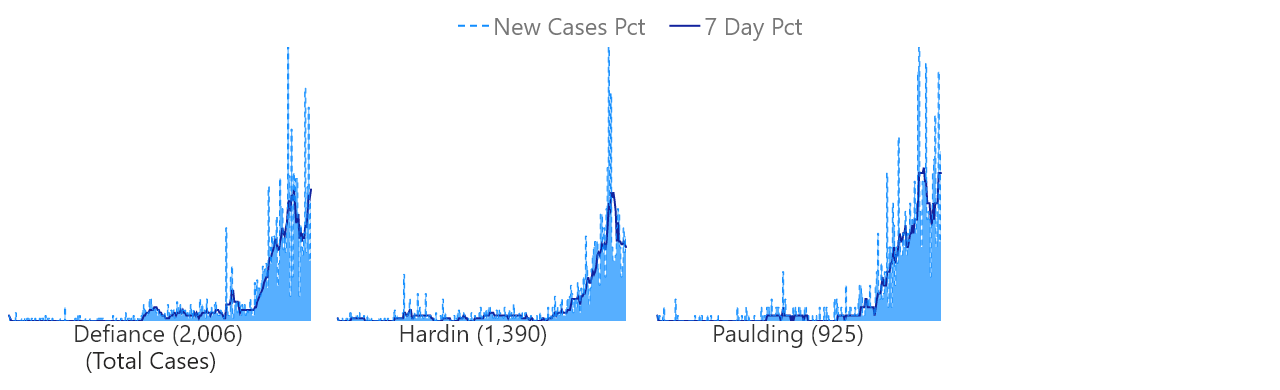 New Cases Pct 7 Day Pct
Defiance (2,006) Hardin (1,390) Paulding (925)
(Total Cases)